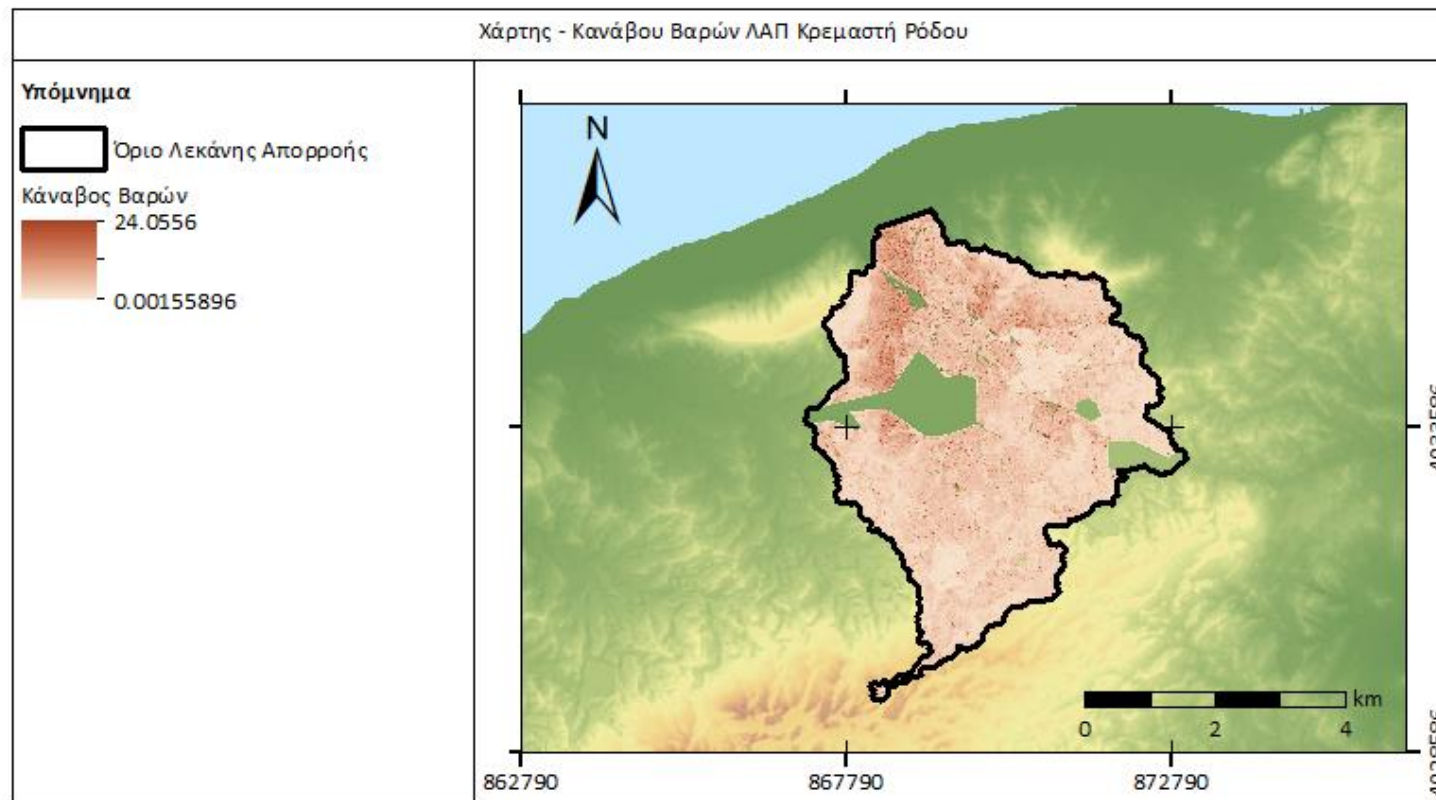 Χάρτης - Κανάβου Βαρών ΛΑΠ Κρεμαστή Ρόδου
Υπόμνημα
Όριο Λεκάνης Απορροής
Κάναβος Βαρών
24.0556
0.00155896
N
km
0 2 4
862790 867790 872790